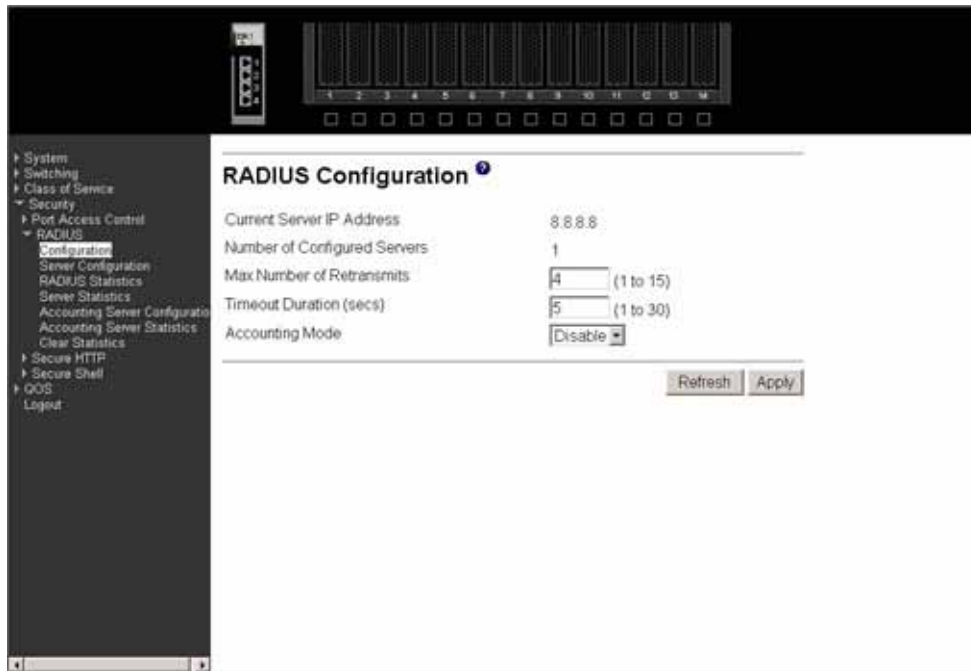 1 2 3 4 5 6 7 8 9 10 11 12 13 14
System
Switching
Class of Service
Security
Port Access Control
RADIUS
Configuration
Server Configuration
RADIUS Statistics
Server Statistics
Accounting Server Configuratio
Accounting Server Statistics
Clear Statistics
Secure HTTP
Secure Shell
QOS
Logout
RADIUS Configuration ?
Current Server IP Address 8.8.8.8
Number of Configured Servers 1
Max Number of Retransmits 4 (1 to 15)
Timeout Duration (secs) 5 (1 to 30)
Accounting Mode Disable
Refresh Apply